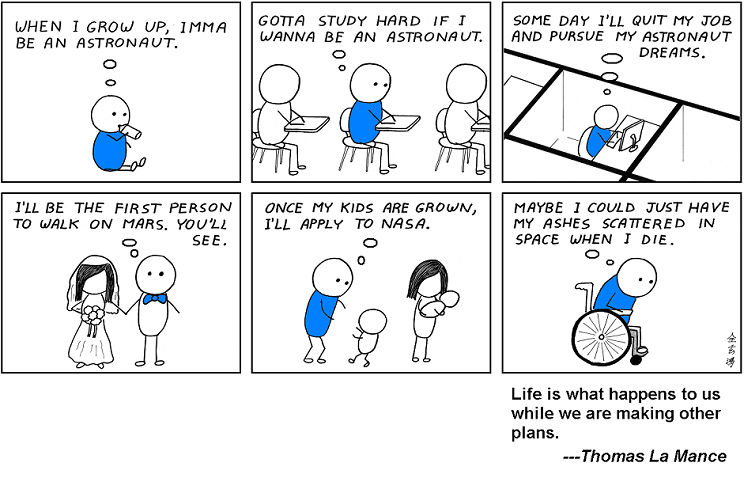 WHEN I GROW UP, IMMA
BE AN ASTRONAUT.
GOTTA STUDY HARD IF I
WANNA BE AN ASTRONAUT.
SOME DAY I'LL QUIT MY JOB
AND PURSUE MY ASTRONAUT
DREAMS.
I'LL BE THE FIRST PERSON
TO WALK ON MARS. YOU'LL
SEE.
ONCE MY KIDS ARE GROWN,
I'LL APPLY TO NASA.
MAYBE I COULD JUST HAVE
MY ASHES SCATTERED IN
SPACE WHEN I DIE.
Life is what happens to us
while we are making other
plans.
---Thomas La Mance